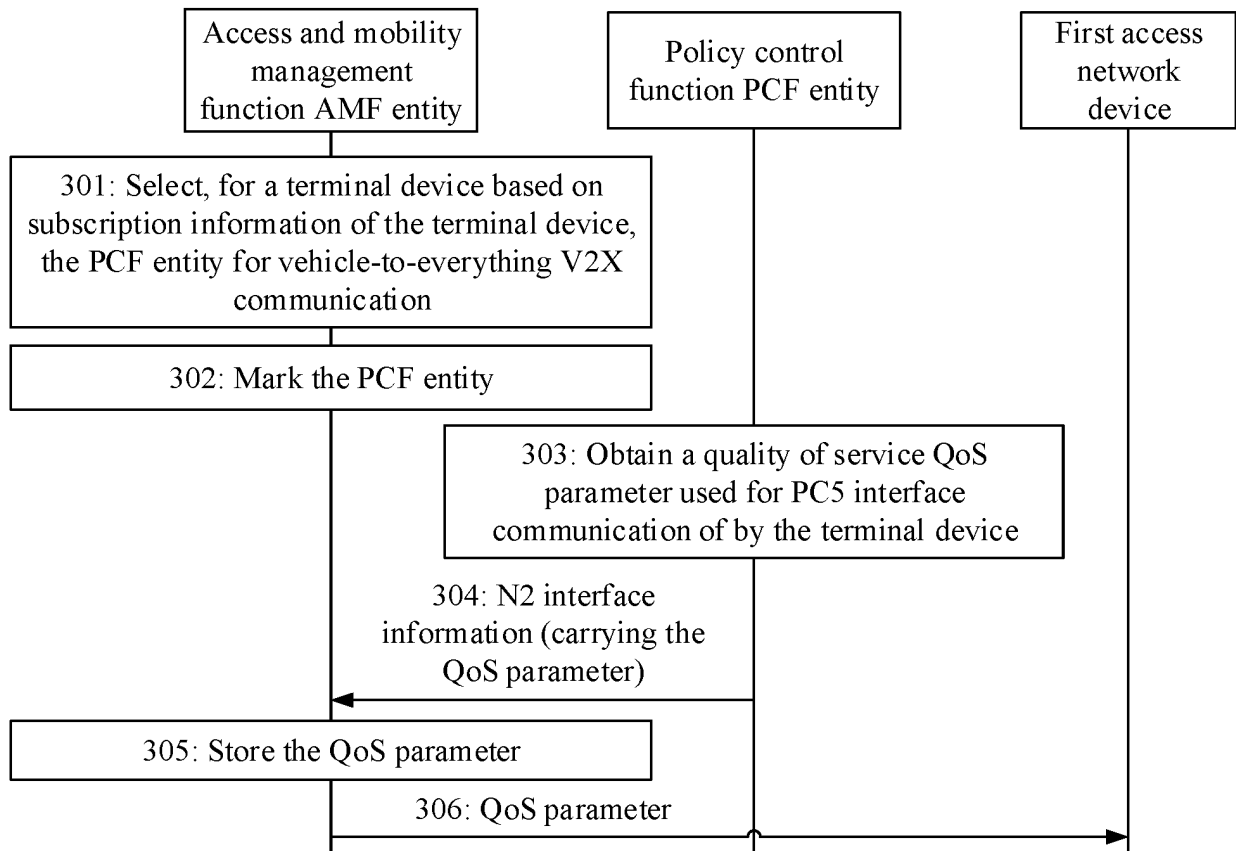 Access and mobility
management
function AMF entity
Policy control
function PCF entity
First access
network
device
301: Select, for a terminal device based on
subscription information of the terminal device,
the PCF entity for vehicle-to-everything V2X
communication
302: Mark the PCF entity
303: Obtain a quality of service QoS
parameter used for PC5 interface
communication of by the terminal device
304: N2 interface
information (carrying the
QoS parameter)
305: Store the QoS parameter
306: QoS parameter